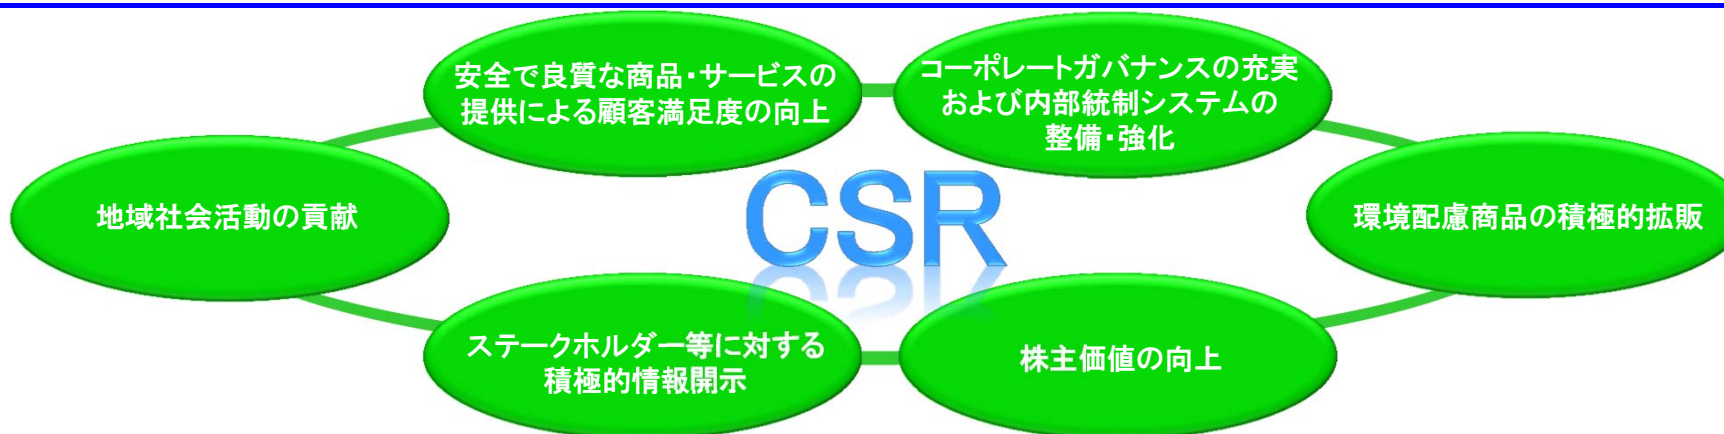 安全で良質な商品・サービスの
提供による顧客満足度の向上
コーポレートガバナンスの充実
および内部統制システムの
整備・強化
地域社会活動の貢献
CSR
環境配慮商品の積極的拡販
ステークホルダー等に対する
積極的情報開示
株主価値の向上